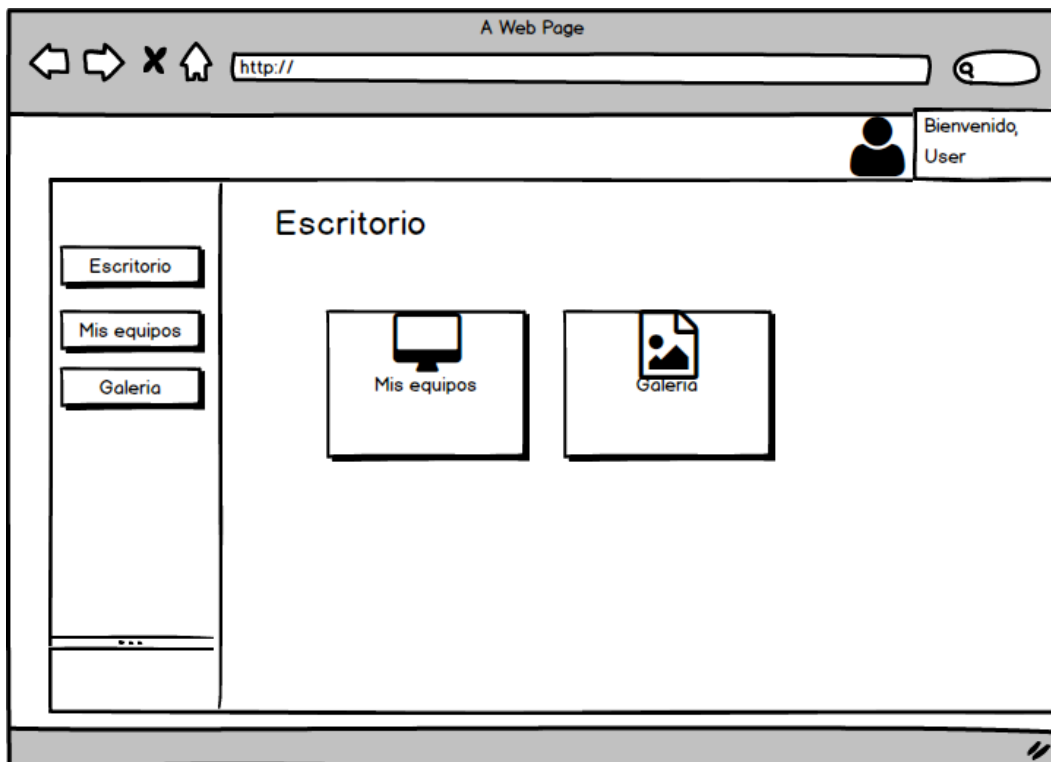 A Web Page
http://
Bienvenido,
User
Escritorio
Escritorio
Mis equipos
Galeria
Mis equipos
Galeria